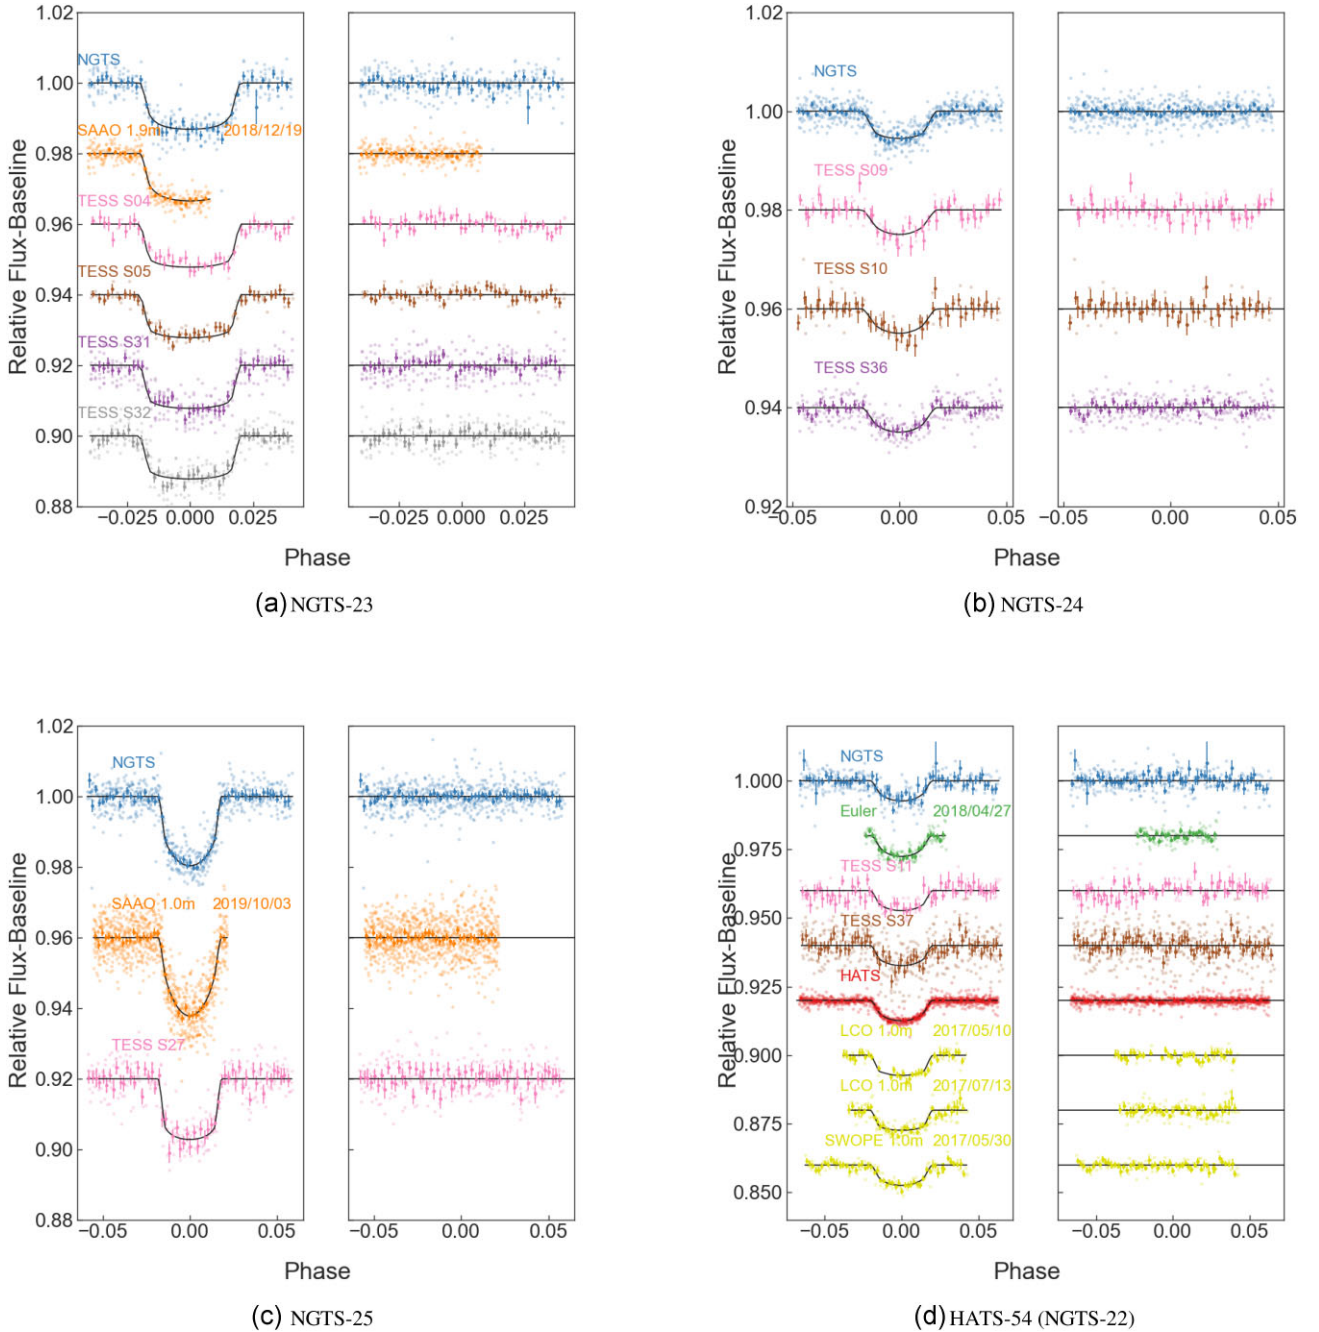 1.02
1.00
0.98
0.96
0.94
0.92
0.90
0.88
Relative Flux-Baseline
NGTS
SAAO 1.9m 2018/12/19
TESS S04
TESS S05
TESS S31
TESS S32
−0.025 0.000 0.025
−0.025 0.000 0.025
Phase
(a) NGTS-23
1.02
1.00
0.98
0.96
0.94
0.92
Relative Flux-Baseline
NGTS
TESS S09
TESS S10
TESS S36
−0.05 0.00 0.05
−0.05 0.00 0.05
Phase
(b) NGTS-24
1.02
1.00
0.98
0.96
0.94
0.92
0.90
0.88
Relative Flux-Baseline
NGTS
SAAO 1.0m 2019/10/03
TESS S27
−0.05 0.00 0.05
−0.05 0.00 0.05
Phase
(c) NGTS-25
1.000
0.975
0.950
0.925
0.900
0.875
0.850
Relative Flux-Baseline
NGTS
Euler 2018/04/27
TESS S11
TESS S37
HATS
LCO 1.0m 2017/05/10
LCO 1.0m 2017/07/13
SWOPE 1.0m 2017/05/30
−0.05 0.00 0.05
−0.05 0.00 0.05
Phase
(d) HATS-54 (NGTS-22)